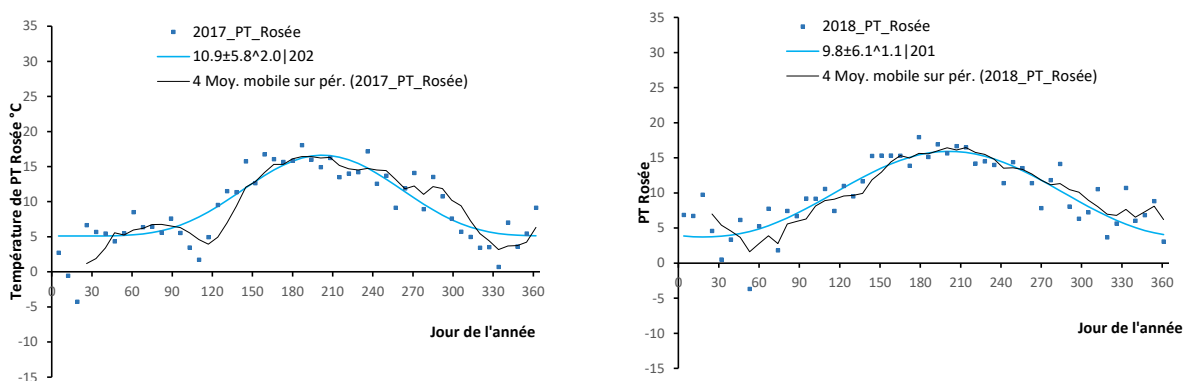 35
30
25
20
15
10
5
0
-5
-10
-15
0 30 60 90 120 150 180 210 240 270 300 330 360
Température de PT Rosée °C
Jour de l'année
2017_PT_Rosée
10.9±5.8^2.0|202
4 Moy. mobile sur pér. (2017_PT_Rosée)
35
30
25
20
15
10
5
0
-5
-10
-15
0 30 60 90 120 150 180 210 240 270 300 330 360
PT Rosée
Jour de l'année
2018_PT_Rosée
9.8±6.1^1.1|201
4 Moy. mobile sur pér. (2018_PT_Rosée)